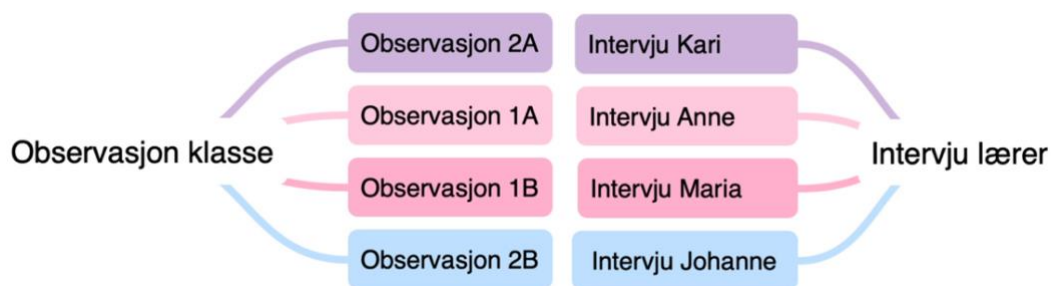 Observasjon 2A
Intervju Kari
Observasjon 1A
Intervju Anne
Observasjon klasse
Intervju lærer
Observasjon 1B
Intervju Maria
Observasjon 2B
Intervju Johanne